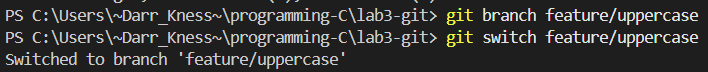 PS C:\Users\~Darr_Kness~\programming-C\lab3-git> git branch feature/uppercase
PS C:\Users\~Darr_Kness~\programming-C\lab3-git> git switch feature/uppercase
Switched to branch 'feature/uppercase'